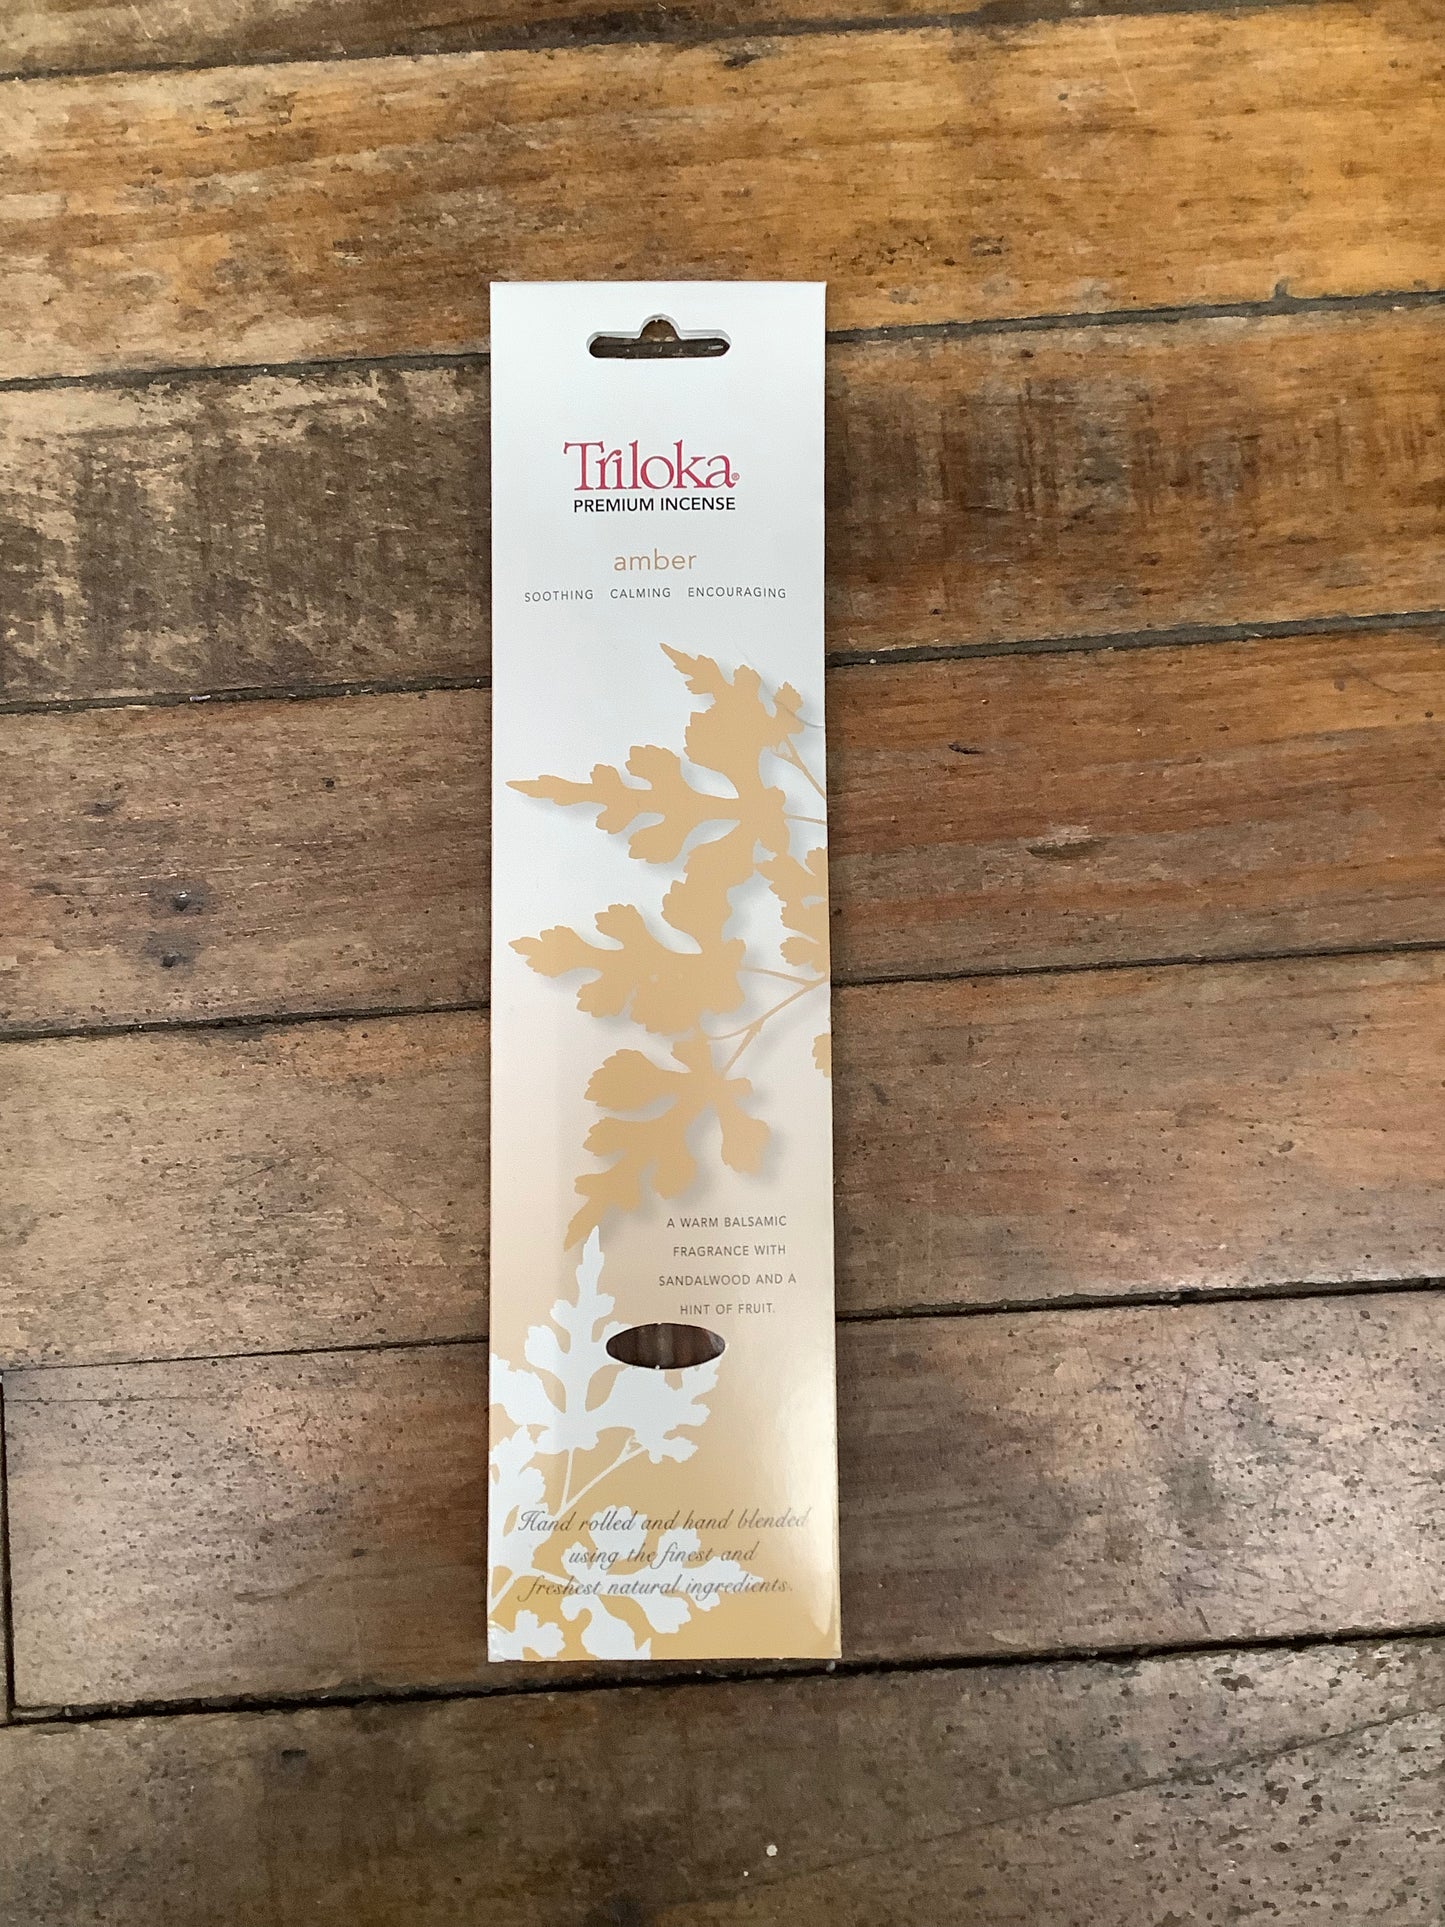 Triloka®
PREMIUM INCENSE
amber
SOOTHING CALMING ENCOURAGING
A WARM BALSAMIC
FRAGRANCE WITH
SANDALWOOD AND A
HINT OF FRUIT.
Hand rolled and hand blended
using the finest and
freshest natural ingredients.